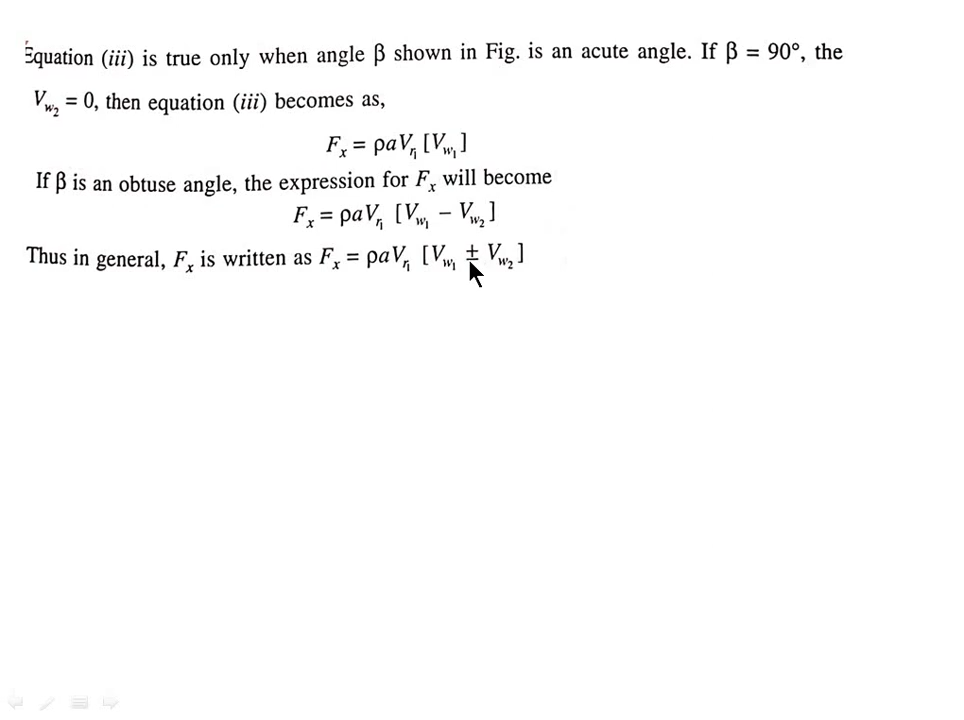 Equation (iii) is true only when angle β shown in Fig. is an acute angle. If β = 90°, the
V_{w_2} = 0, then equation (iii) becomes as,
F_x = ρaV_{r_1} [V_{w_1}]
If β is an obtuse angle, the expression for F_x will become
F_x = ρaV_{r_1} [V_{w_1} − V_{w_2}]
Thus in general, F_x is written as F_x = ρaV_{r_1} [V_{w_1} ± V_{w_2}]